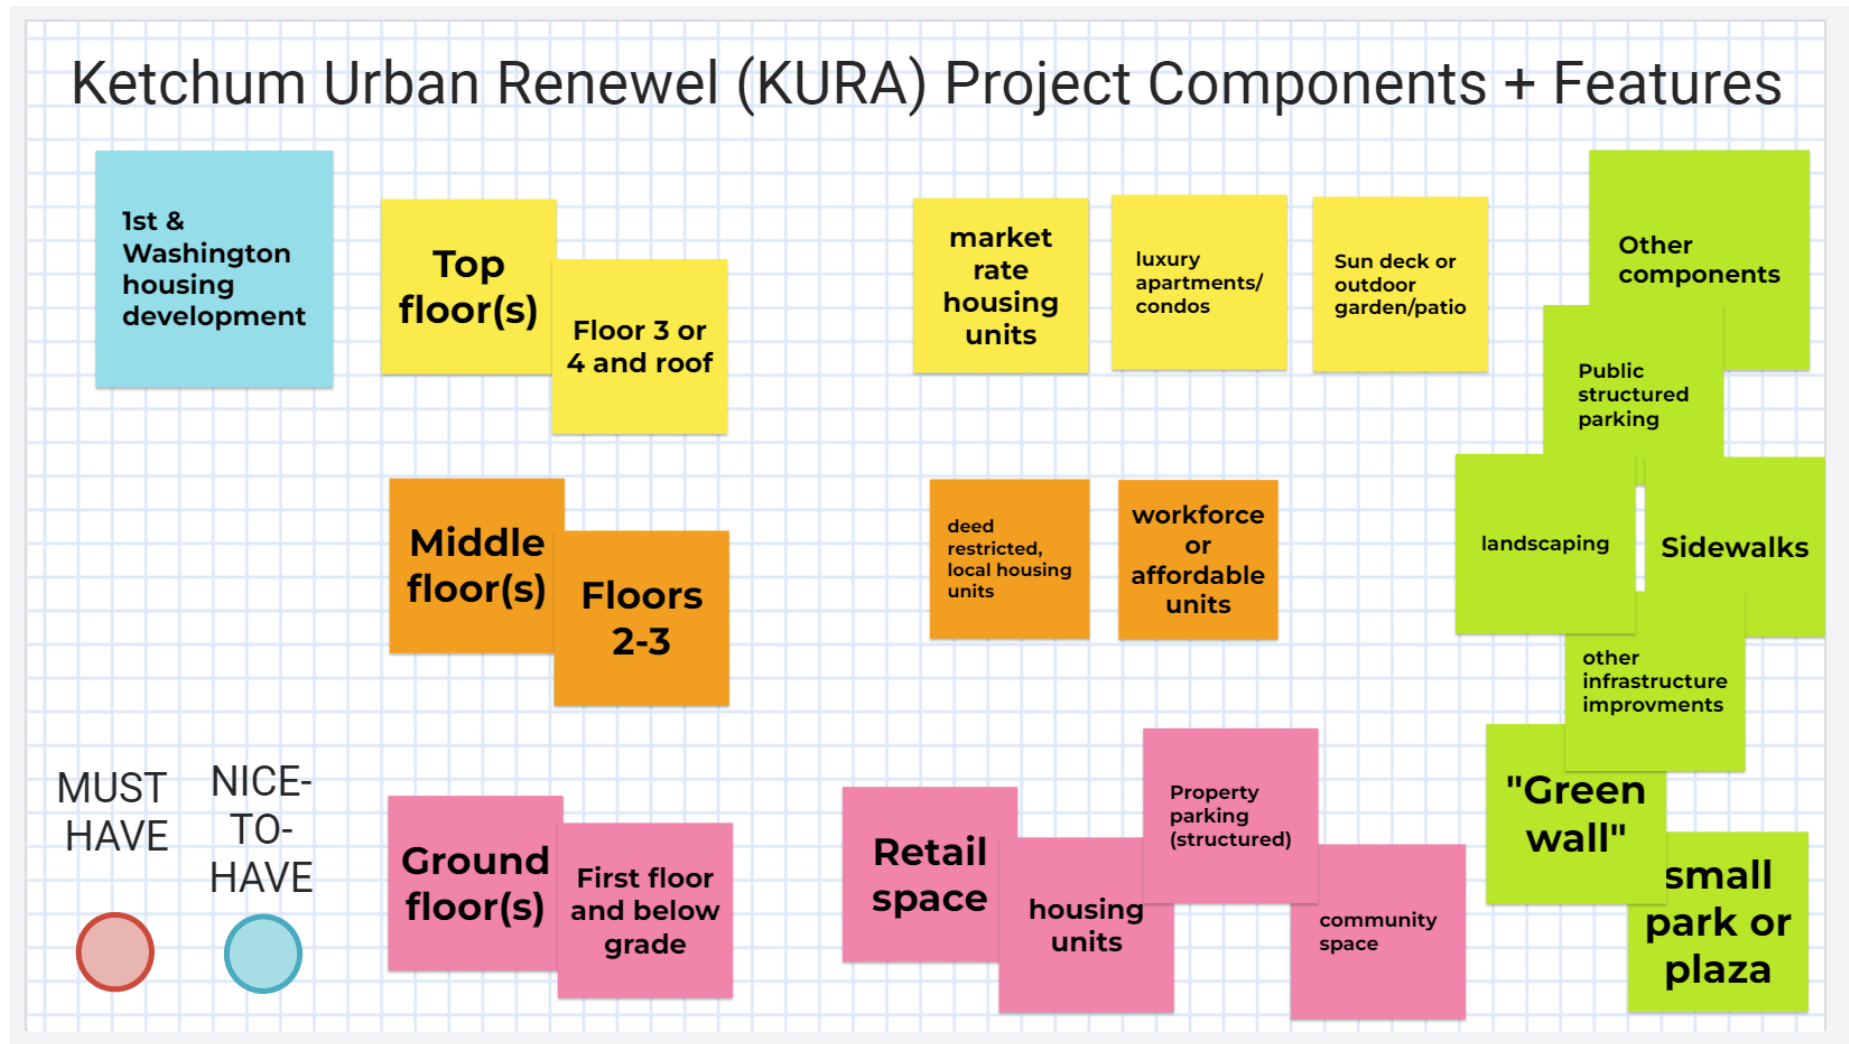 Ketchum Urban Renewel (KURA) Project Components + Features
1st &
Washington
housing
development
Top
floor(s)
Floor 3 or
4 and roof
market
rate
housing
units
luxury
apartments/
condos
Sun deck or
outdoor
garden/patio
Other
components
Public
structured
parking
Middle
floor(s)
Floors
2-3
deed
restricted,
local housing
units
workforce
or
affordable
units
landscaping
Sidewalks
other
infrastructure
improvments
MUST
HAVE
NICE-
TO-
HAVE
Ground
floor(s)
First floor
and below
grade
Retail
space
housing
units
Property
parking
(structured)
community
space
"Green
wall"
small
park or
plaza